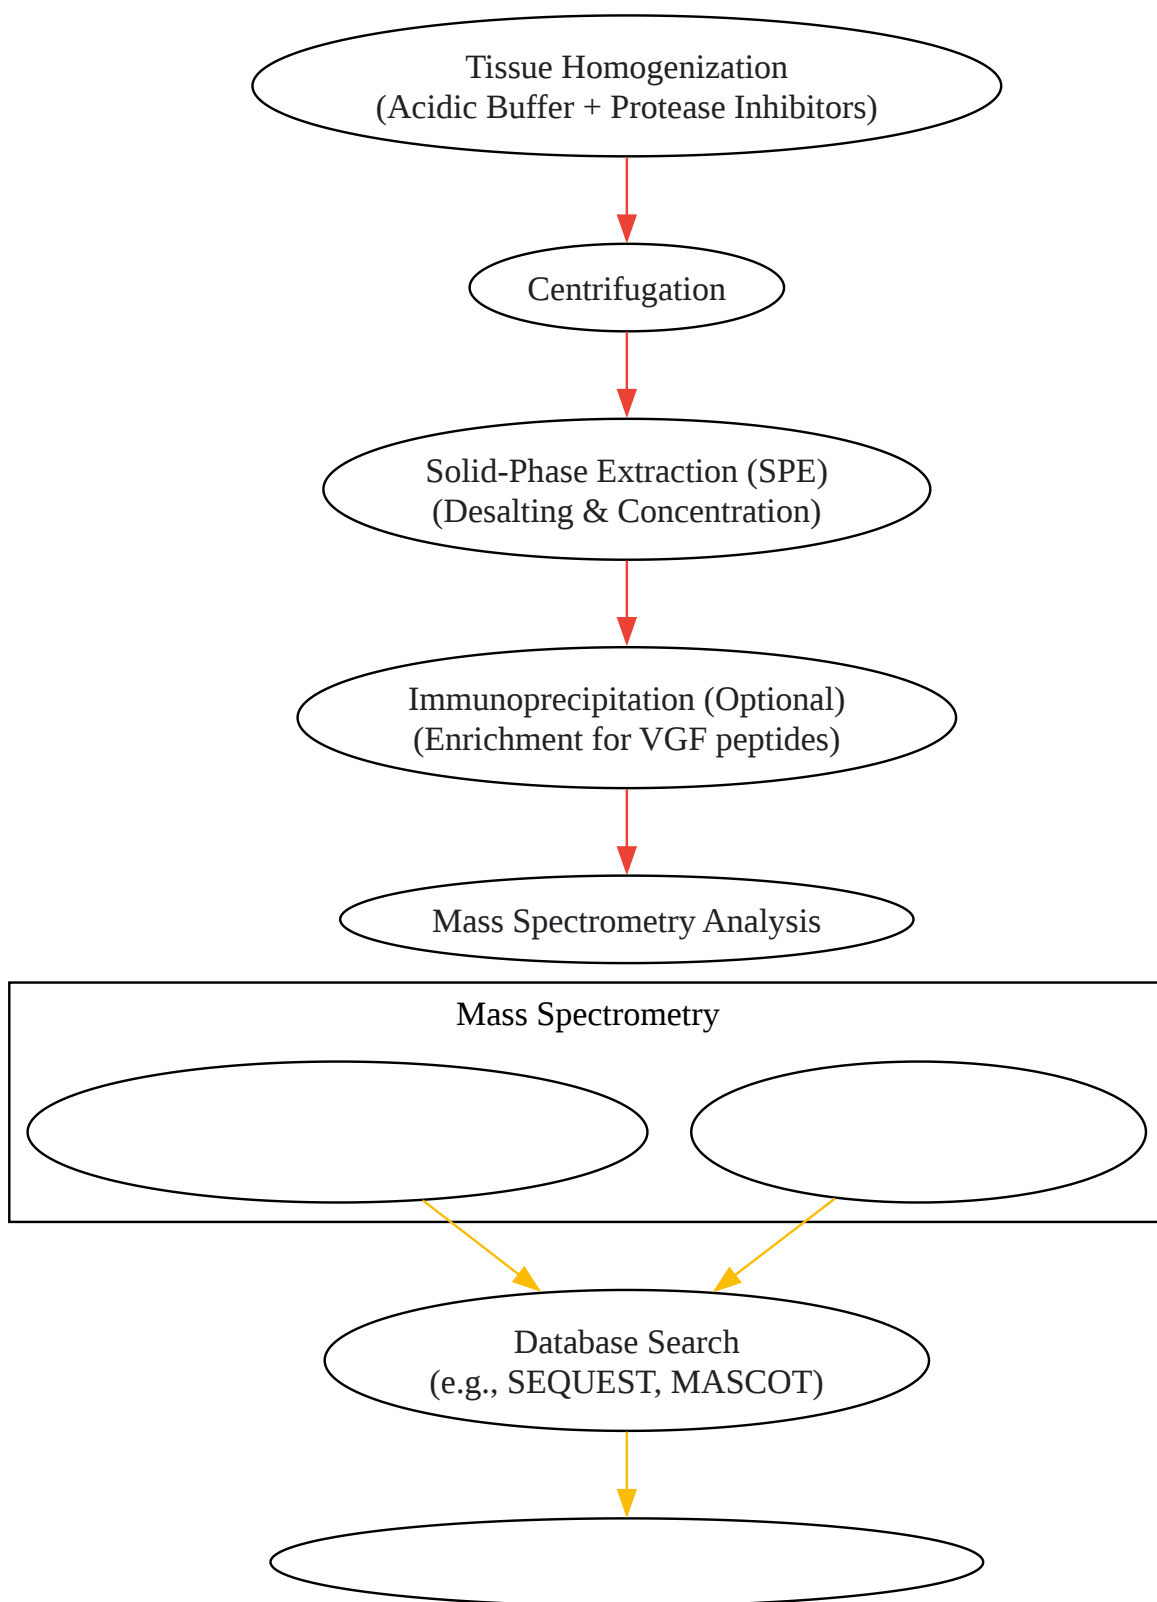 Tissue Homogenization
(Acidic Buffer + Protease Inhibitors)
Centrifugation
Solid-Phase Extraction (SPE)
(Desalting & Concentration)
Immunoprecipitation (Optional)
(Enrichment for VGF peptides)
Mass Spectrometry Analysis
Mass Spectrometry
Database Search
(e.g., SEQUEST, MASCOT)